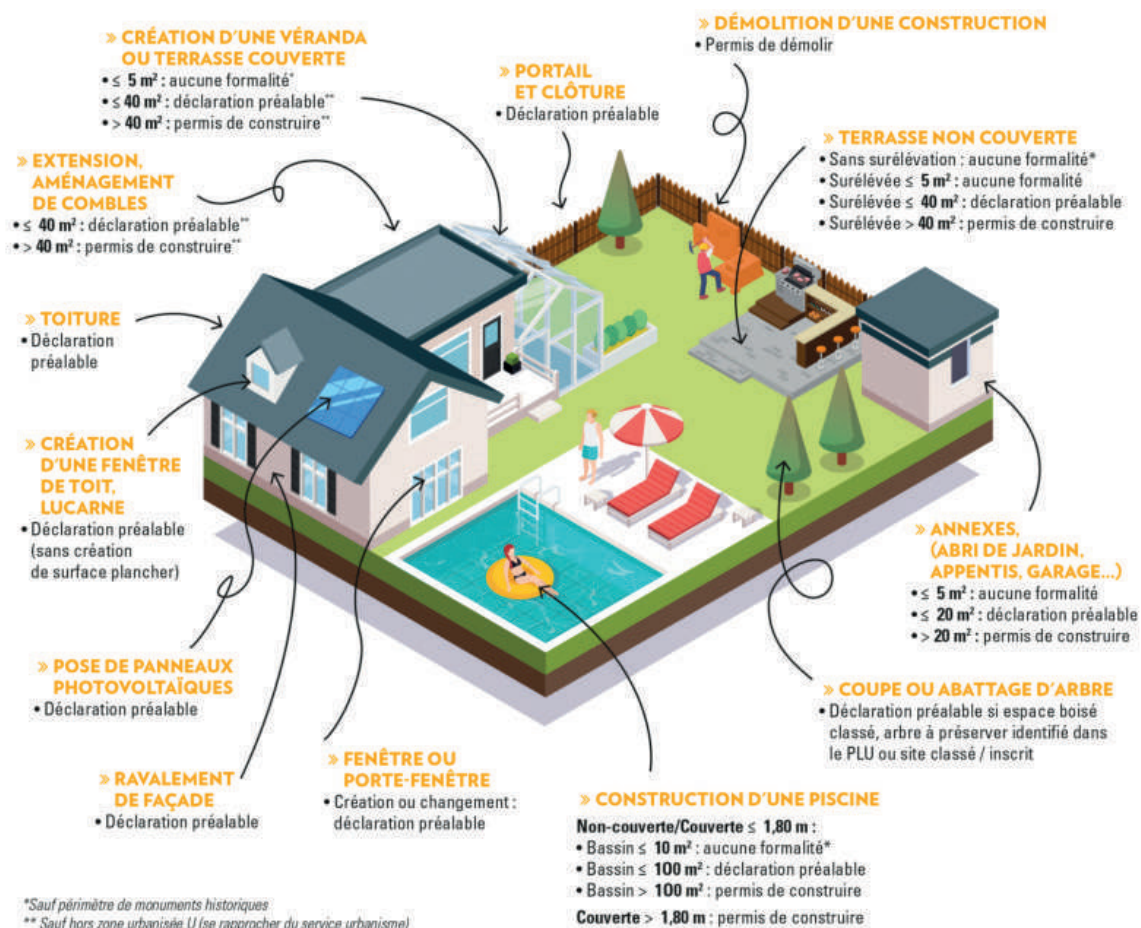 » CRÉATION D'UNE VÉRANDA
OU TERRASSE COUVERTE
• ≤ 5 m² : aucune formalité*
• ≤ 40 m² : déclaration préalable**
• > 40 m² : permis de construire**
» PORTAIL
ET CLÔTURE
• Déclaration préalable
» DÉMOLITION D'UNE CONSTRUCTION
• Permis de démolir
» TERRASSE NON COUVERTE
• Sans surélévation : aucune formalité*
• Surélévée ≤ 5 m² : aucune formalité
• Surélévée ≤ 40 m² : déclaration préalable
• Surélévée > 40 m² : permis de construire
» EXTENSION,
AMÉNAGEMENT
DE COMBLES
• ≤ 40 m² : déclaration préalable**
• > 40 m² : permis de construire**
» TOITURE
• Déclaration
préalable
» CRÉATION
D'UNE FENÊTRE
DE TOIT,
LUCARNE
• Déclaration préalable
(sans création
de surface plancher)
» ANNEXES,
(ABRI DE JARDIN,
APPENTIS, GARAGE...)
• ≤ 5 m² : aucune formalité
• ≤ 20 m² : déclaration préalable
• > 20 m² : permis de construire
» POSE DE PANNEAUX
PHOTOVOLTAÏQUES
• Déclaration préalable
» COUPE OU ABATTAGE D'ARBRE
• Déclaration préalable si espace boisé
classé, arbre à préserver identifié dans
le PLU ou site classé / inscrit
» RAVALEMENT
DE FAÇADE
• Déclaration préalable
» FENÊTRE OU
PORTE-FENÊTRE
• Création ou changement :
déclaration préalable
» CONSTRUCTION D'UNE PISCINE
Non-couverte/Couverte ≤ 1,80 m :
• Bassin ≤ 10 m² : aucune formalité*
• Bassin ≤ 100 m² : déclaration préalable
• Bassin > 100 m² : permis de construire
Couverte > 1,80 m : permis de construire
*Sauf périmètre de monuments historiques
** Sauf hors zone urbanisée U (se rapprocher du service urbanisme)